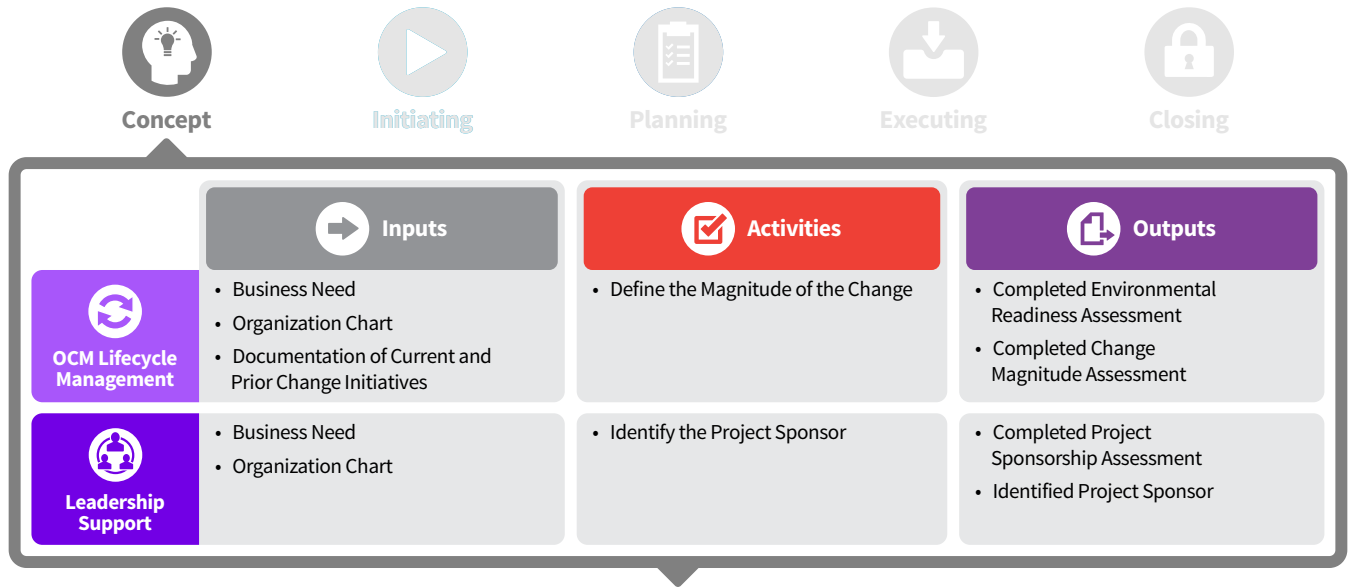 Concept
Initiating
Planning
Executing
Closing
Inputs
Activities
Outputs
OCM Lifecycle
Management
• Business Need
• Organization Chart
• Documentation of Current and
Prior Change Initiatives
• Define the Magnitude of the Change
• Completed Environmental
Readiness Assessment
• Completed Change
Magnitude Assessment
Leadership
Support
• Business Need
• Organization Chart
• Identify the Project Sponsor
• Completed Project
Sponsorship Assessment
• Identified Project Sponsor